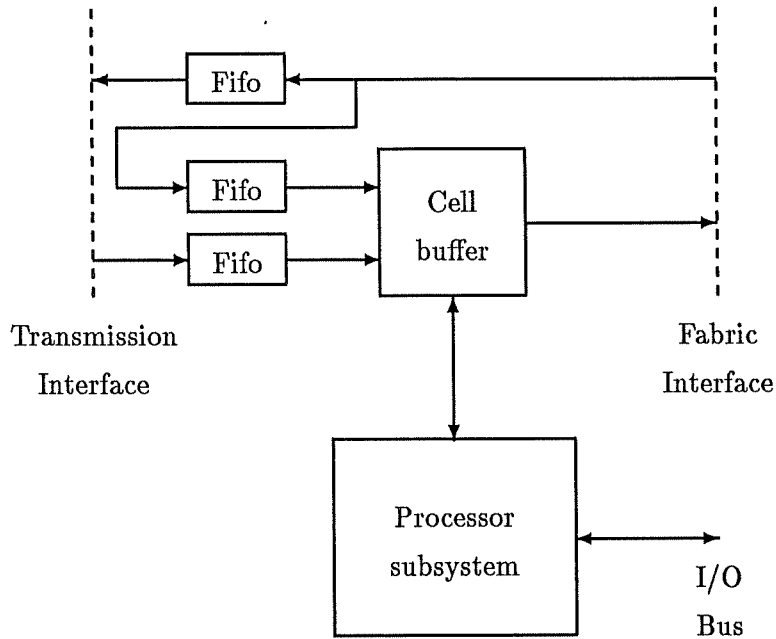 Fifo
Fifo
Cell
buffer
Fifo
Transmission
Interface
Fabric
Interface
Processor
subsystem
I/O
Bus